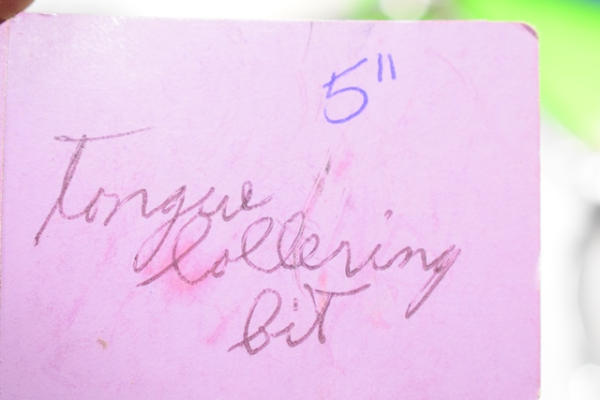 5"
Tongue
lollering
bit